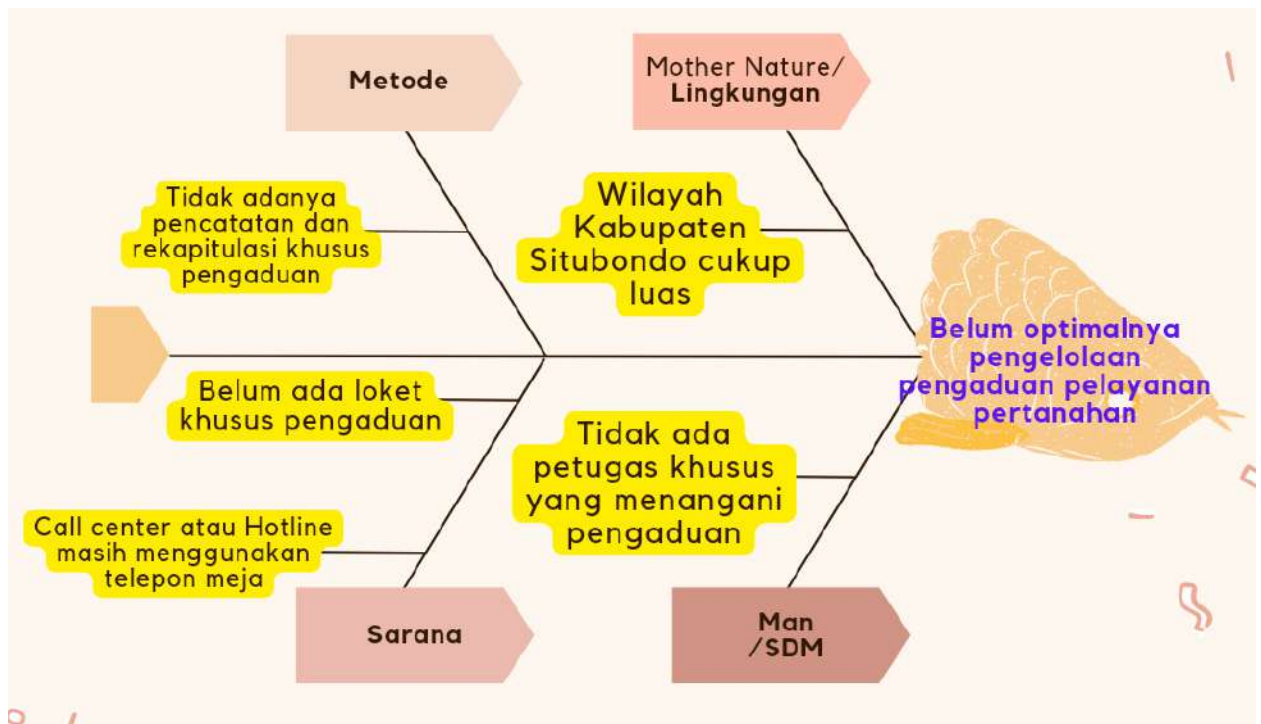 Metode
Mother Nature/
Lingkungan
Tidak adanya
pencatatan dan
rekapitulasi khusus
pengaduan
Wilayah
Kabupaten
Situbondo cukup
luas
Belum optimalnya
pengelolaan
pengaduan pelayanan
pertanahan
Belum ada loket
khusus pengaduan
Tidak ada
petugas khusus
yang menangani
pengaduan
Call center atau Hotline
masih menggunakan
telepon meja
Sarana
Man
/SDM